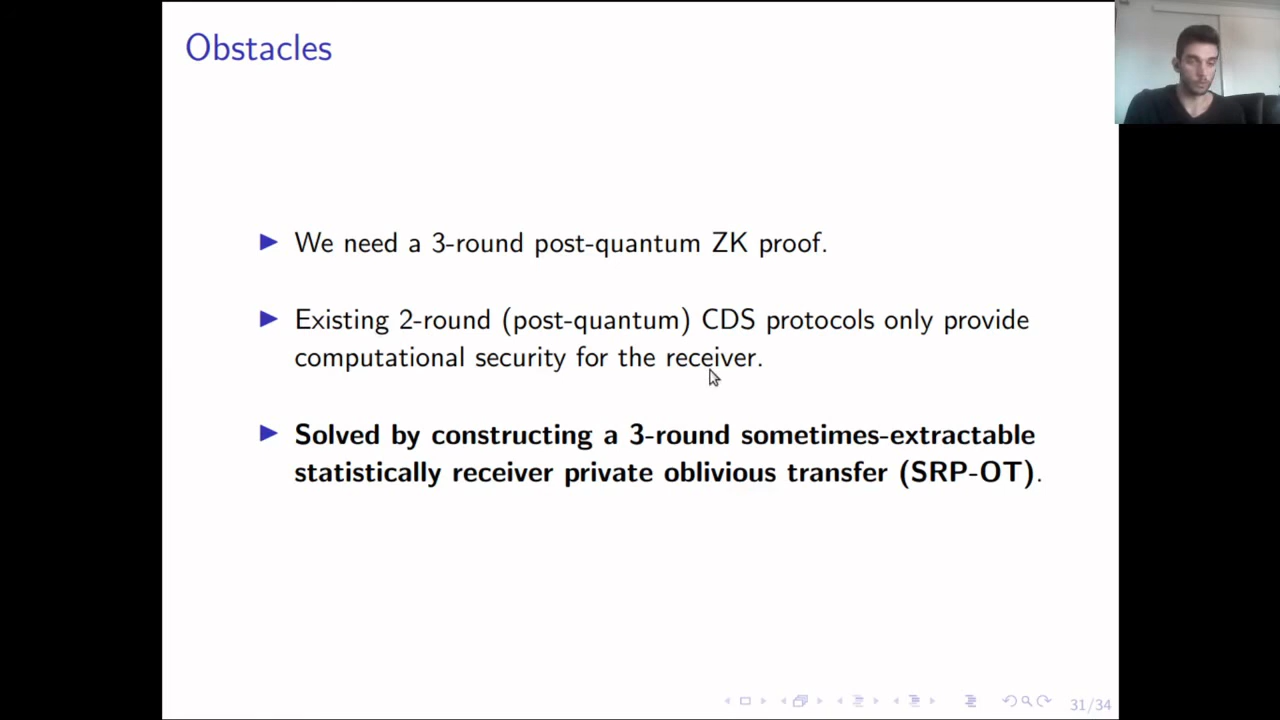 Obstacles
We need a 3-round post-quantum ZK proof.
Existing 2-round (post-quantum) CDS protocols only provide
computational security for the receiver.
Solved by constructing a 3-round sometimes-extractable
statistically receiver private oblivious transfer (SRP-OT).
31/34